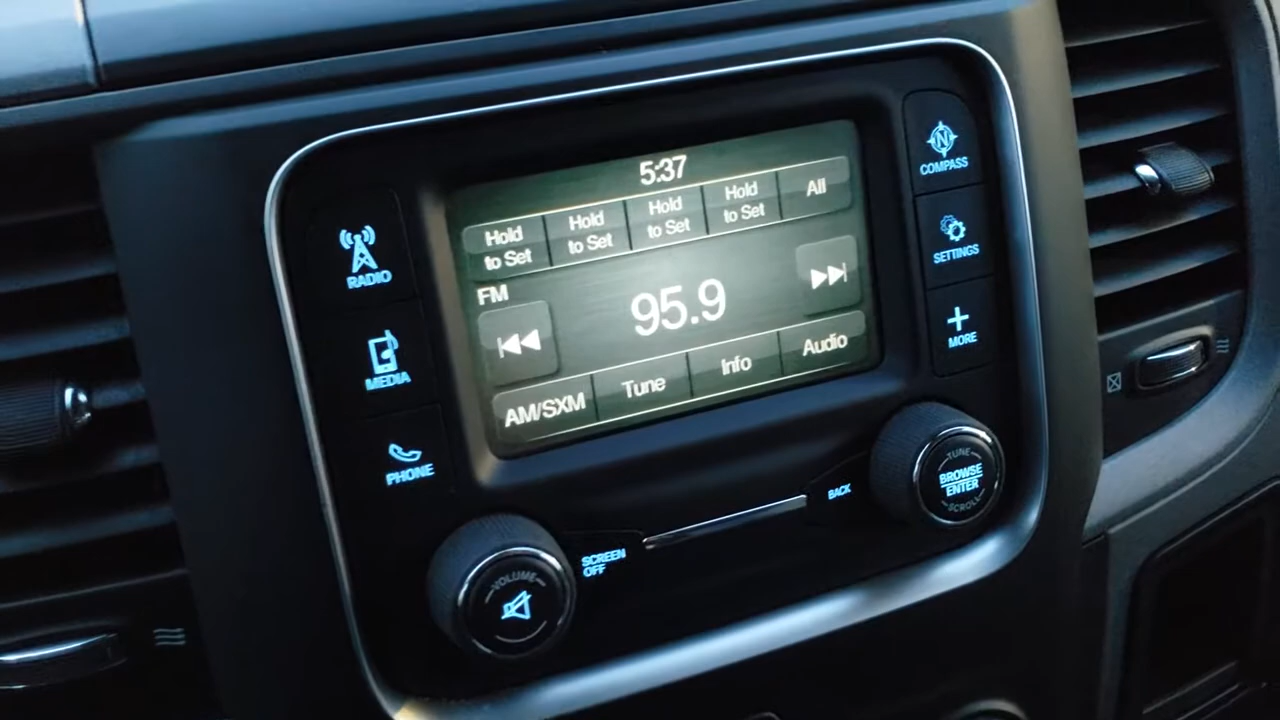 5:37
Hold
to Set
Hold
to Set
Hold
to Set
Hold
to Set
All
FM
95.9
AM/SXM
Tune
Info
Audio
RADIO
MEDIA
PHONE
N
COMPASS
SETTINGS
MORE
VOLUME
SCREEN
OFF
BACK
TUNE
BROWSE
ENTER
SCROLL